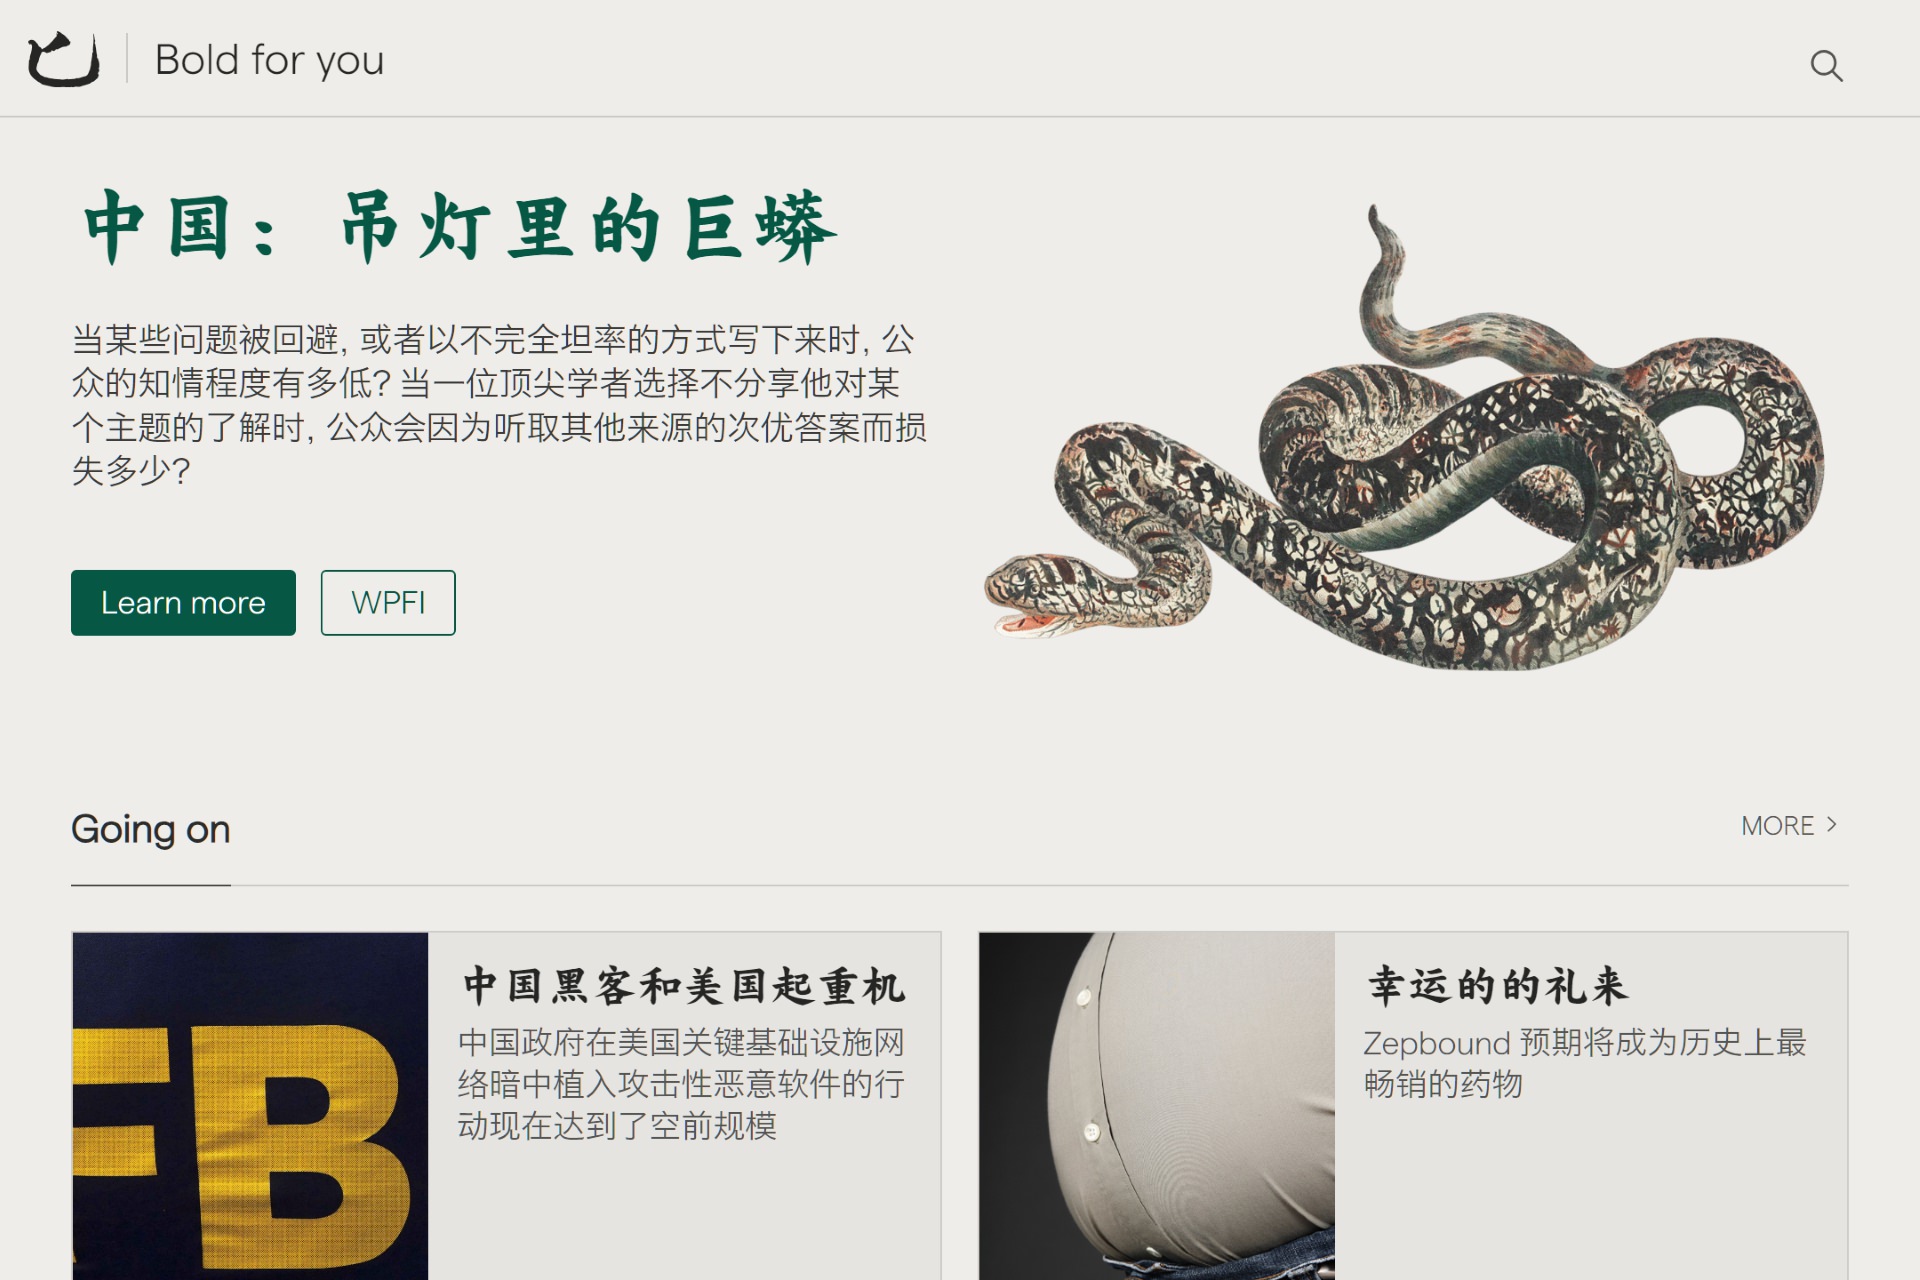 Bold for you
中国：吊灯里的巨蟒
当某些问题被回避, 或者以不完全坦率的方式写下来时, 公
众的知情程度有多低? 当一位顶尖学者选择不分享他对某
个主题的了解时, 公众会因为听取其他来源的次优答案而损
失多少?
Learn more
WPFI
Going on
MORE
FB
中国黑客和美国起重机
中国政府在美国关键基础设施网
络暗中植入攻击性恶意软件的行
动现在达到了空前规模
幸运的的礼来
Zepbound 预期将成为历史上最
畅销的药物